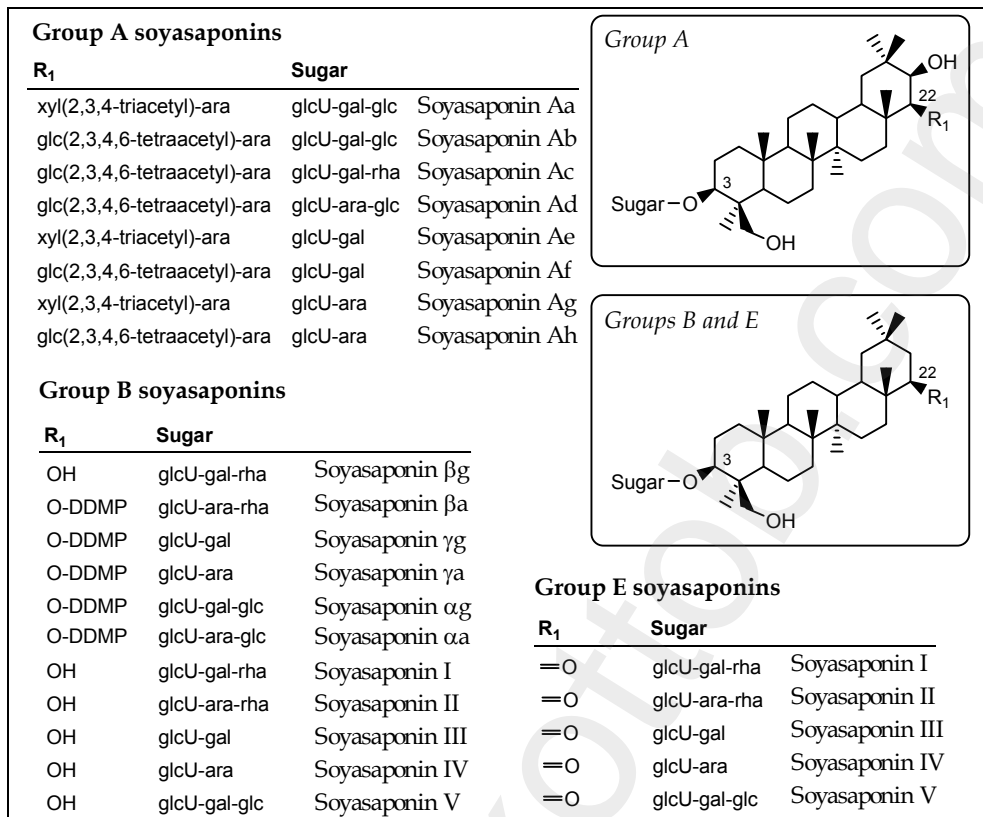 Group A soyasaponins
R₁ Sugar
xyl(2,3,4-triacetyl)-ara glcU-gal-glc Soyasaponin Aa
glc(2,3,4,6-tetraacetyl)-ara glcU-gal-glc Soyasaponin Ab
glc(2,3,4,6-tetraacetyl)-ara glcU-gal-rha Soyasaponin Ac
glc(2,3,4,6-tetraacetyl)-ara glcU-ara-glc Soyasaponin Ad
xyl(2,3,4-triacetyl)-ara glcU-gal Soyasaponin Ae
glc(2,3,4,6-tetraacetyl)-ara glcU-gal Soyasaponin Af
xyl(2,3,4-triacetyl)-ara glcU-ara Soyasaponin Ag
glc(2,3,4,6-tetraacetyl)-ara glcU-ara Soyasaponin Ah
Group A
OH
22
R₁
3
Sugar–O
OH
Group B soyasaponins
R₁ Sugar
OH glcU-gal-rha Soyasaponin βg
O-DDMP glcU-ara-rha Soyasaponin βa
O-DDMP glcU-gal Soyasaponin γg
O-DDMP glcU-ara Soyasaponin γa
O-DDMP glcU-gal-glc Soyasaponin αg
O-DDMP glcU-ara-glc Soyasaponin αa
OH glcU-gal-rha Soyasaponin I
OH glcU-ara-rha Soyasaponin II
OH glcU-gal Soyasaponin III
OH glcU-ara Soyasaponin IV
OH glcU-gal-glc Soyasaponin V
Groups B and E
22
R₁
3
Sugar–O
OH
Group E soyasaponins
R₁ Sugar
=O glcU-gal-rha Soyasaponin I
=O glcU-ara-rha Soyasaponin II
=O glcU-gal Soyasaponin III
=O glcU-ara Soyasaponin IV
=O glcU-gal-glc Soyasaponin V